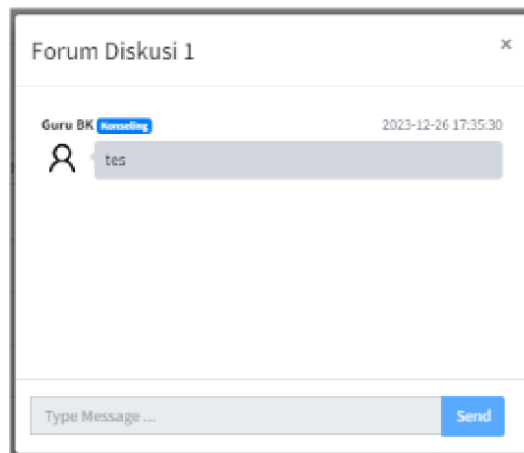 Forum Diskusi 1 ×
Guru BK Konseling 2023-12-26 17:35:30
tes
Type Message ... Send